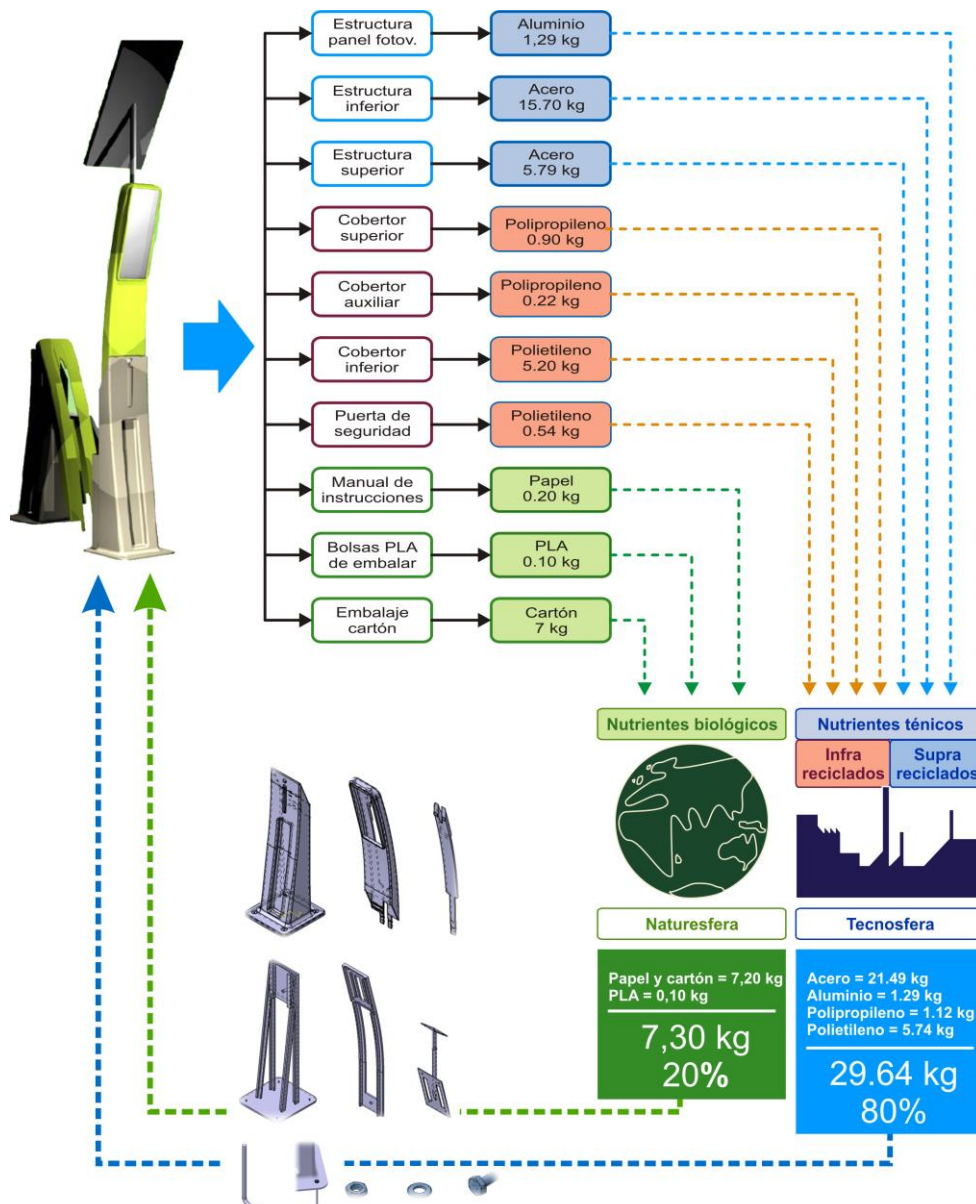 Estructura
panel fotov.
Aluminio
1,29 kg
Estructura
inferior
Acero
15.70 kg
Estructura
superior
Acero
5.79 kg
Cobertor
superior
Polipropileno
0.90 kg
Cobertor
auxiliar
Polipropileno
0.22 kg
Cobertor
inferior
Polietileno
5.20 kg
Puerta de
seguridad
Polietileno
0.54 kg
Manual de
instrucciones
Papel
0.20 kg
Bolsas PLA
de embalar
PLA
0.10 kg
Embalaje
cartón
Cartón
7 kg
Nutrientes biológicos
Nutrientes ténicos
Infra
reciclados
Supra
reciclados
Naturesfera
Tecnosfera
Papel y cartón = 7,20 kg
PLA = 0,10 kg
7,30 kg
20%
Acero = 21.49 kg
Aluminio = 1.29 kg
Polipropileno = 1.12 kg
Polietileno = 5.74 kg
29.64 kg
80%